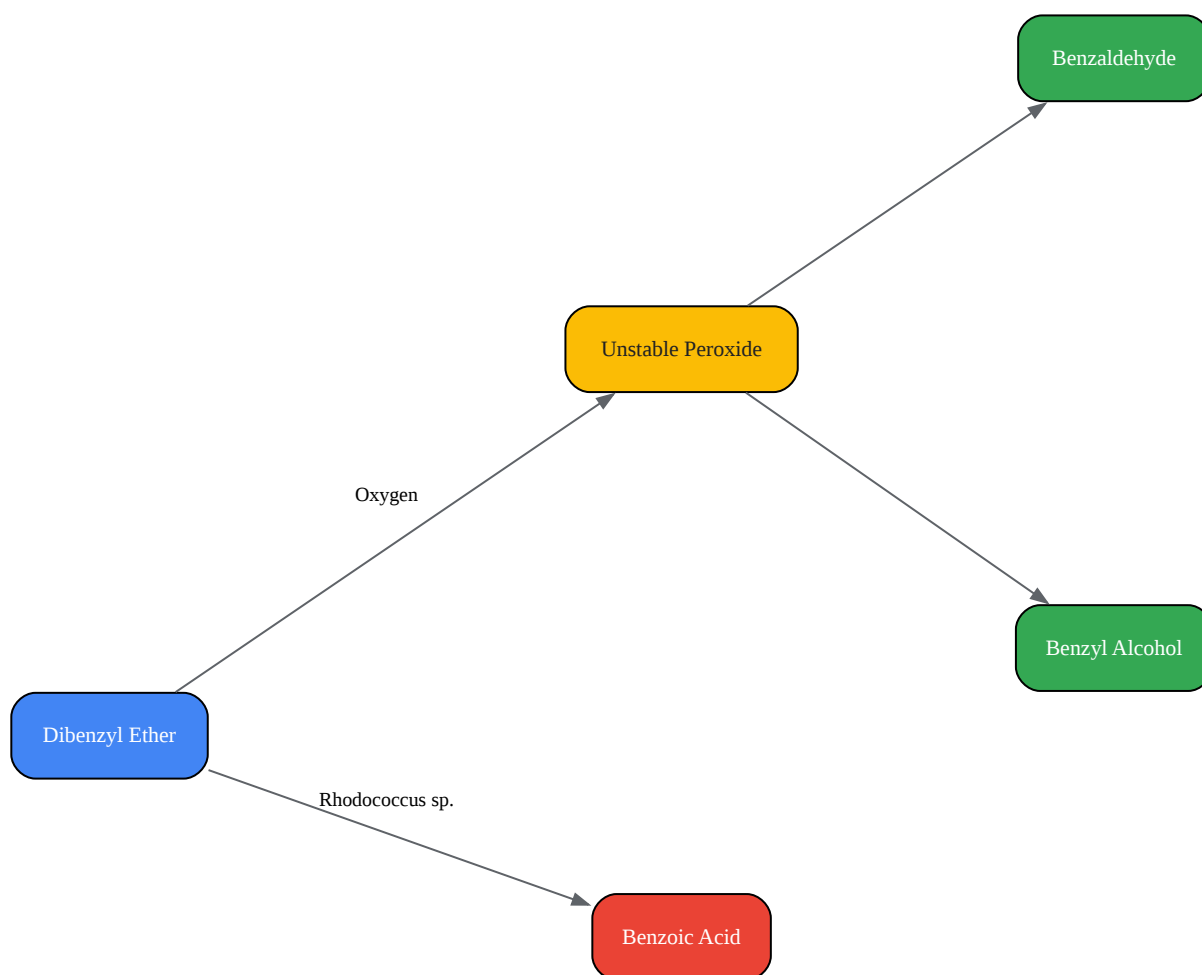 Benzaldehyde
Unstable Peroxide
Oxygen
Benzyl Alcohol
Dibenzyl Ether
Rhodococcus sp.
Benzoic Acid